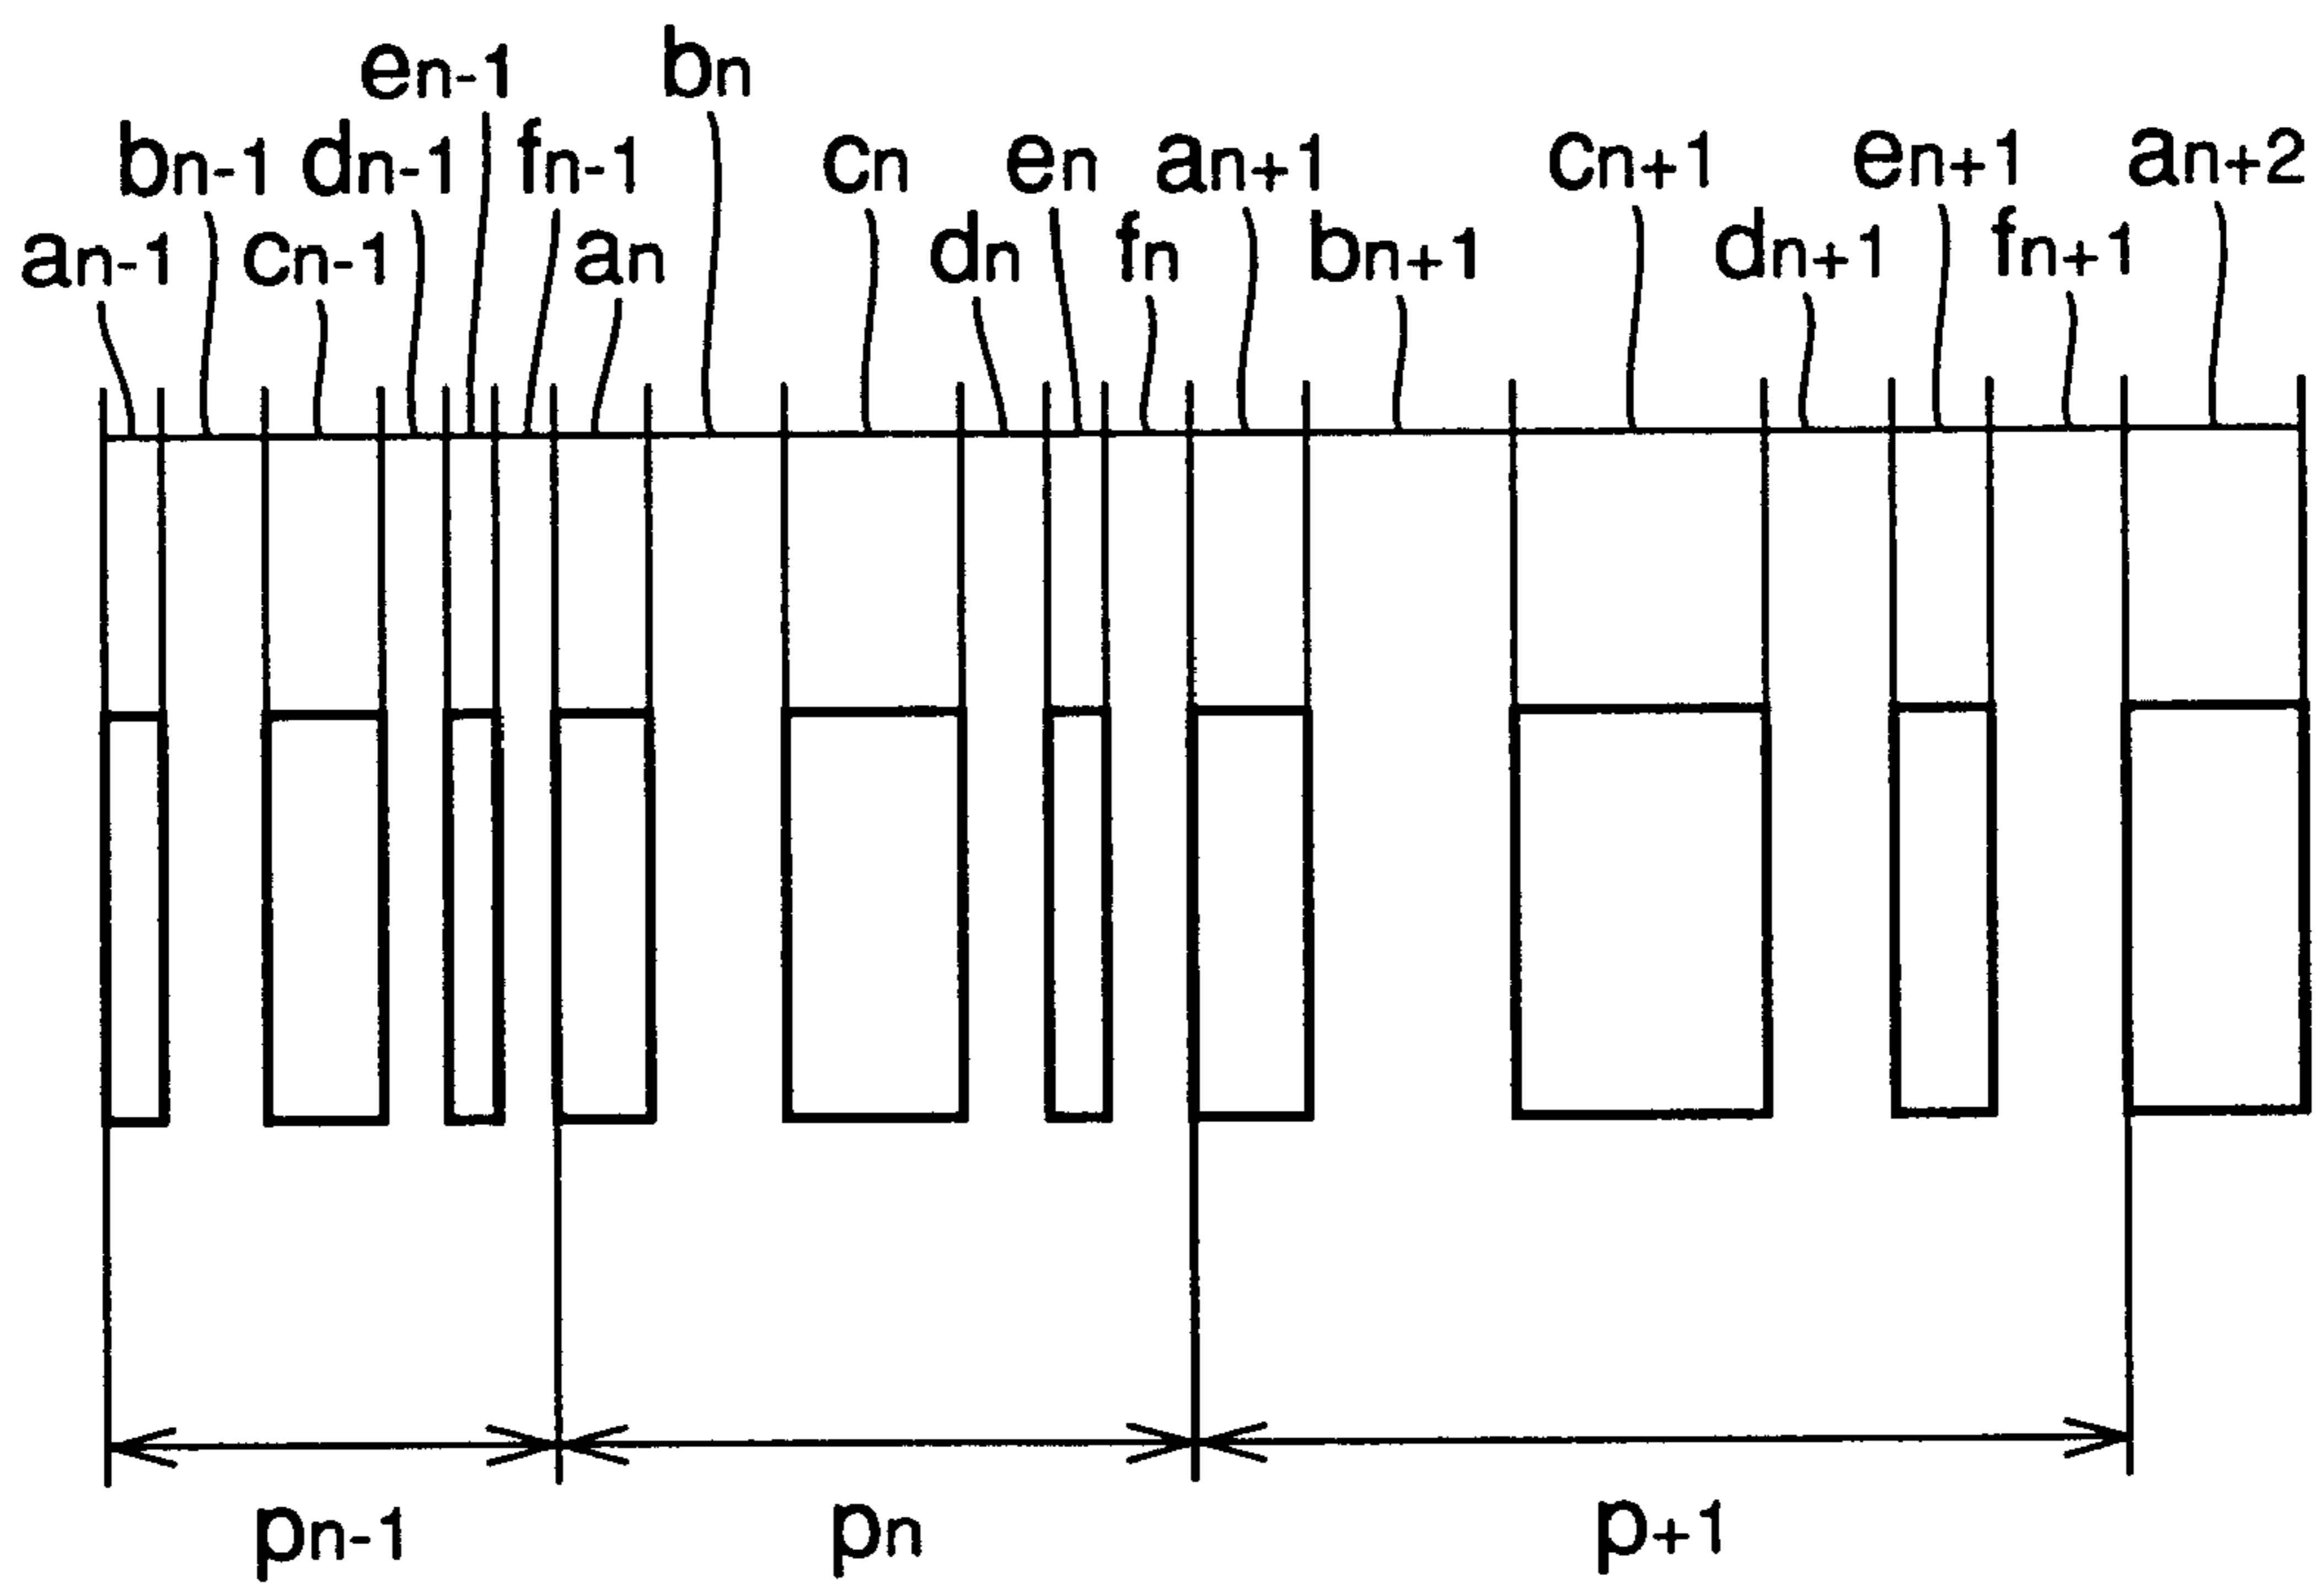 en-1 bn
bn-1 dn-1 fn-1 cn en an+1 cn+1 en+1 an+2
an-1 cn-1 an dn fn bn+1 dn+1 fn+1
pn-1 pn p+1